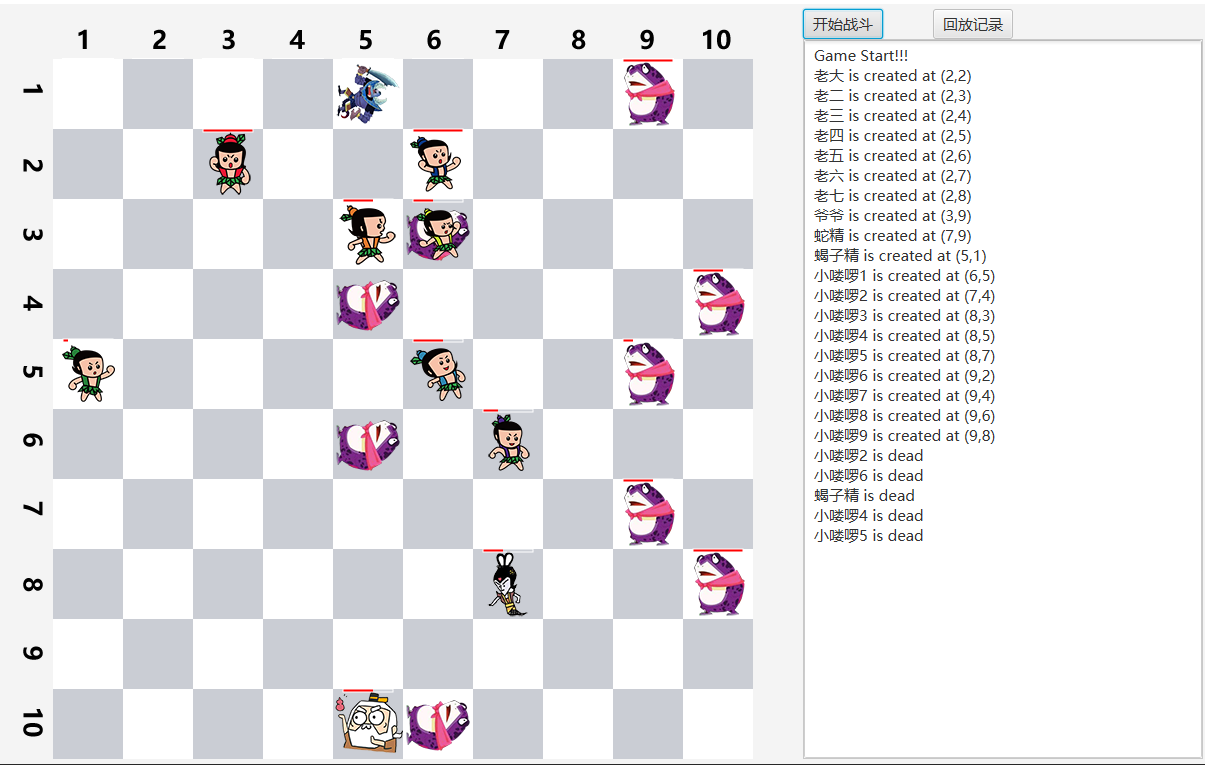 1 2 3 4 5 6 7 8 9 10
1
2
3
4
5
6
7
8
9
10
开始战斗 回放记录
Game Start!!!
老大 is created at (2,2)
老二 is created at (2,3)
老三 is created at (2,4)
老四 is created at (2,5)
老五 is created at (2,6)
老六 is created at (2,7)
老七 is created at (2,8)
爷爷 is created at (3,9)
蛇精 is created at (7,9)
蝎子精 is created at (5,1)
小喽啰1 is created at (6,5)
小喽啰2 is created at (7,4)
小喽啰3 is created at (8,3)
小喽啰4 is created at (8,5)
小喽啰5 is created at (8,7)
小喽啰6 is created at (9,2)
小喽啰7 is created at (9,4)
小喽啰8 is created at (9,6)
小喽啰9 is created at (9,8)
小喽啰2 is dead
小喽啰6 is dead
蝎子精 is dead
小喽啰4 is dead
小喽啰5 is dead